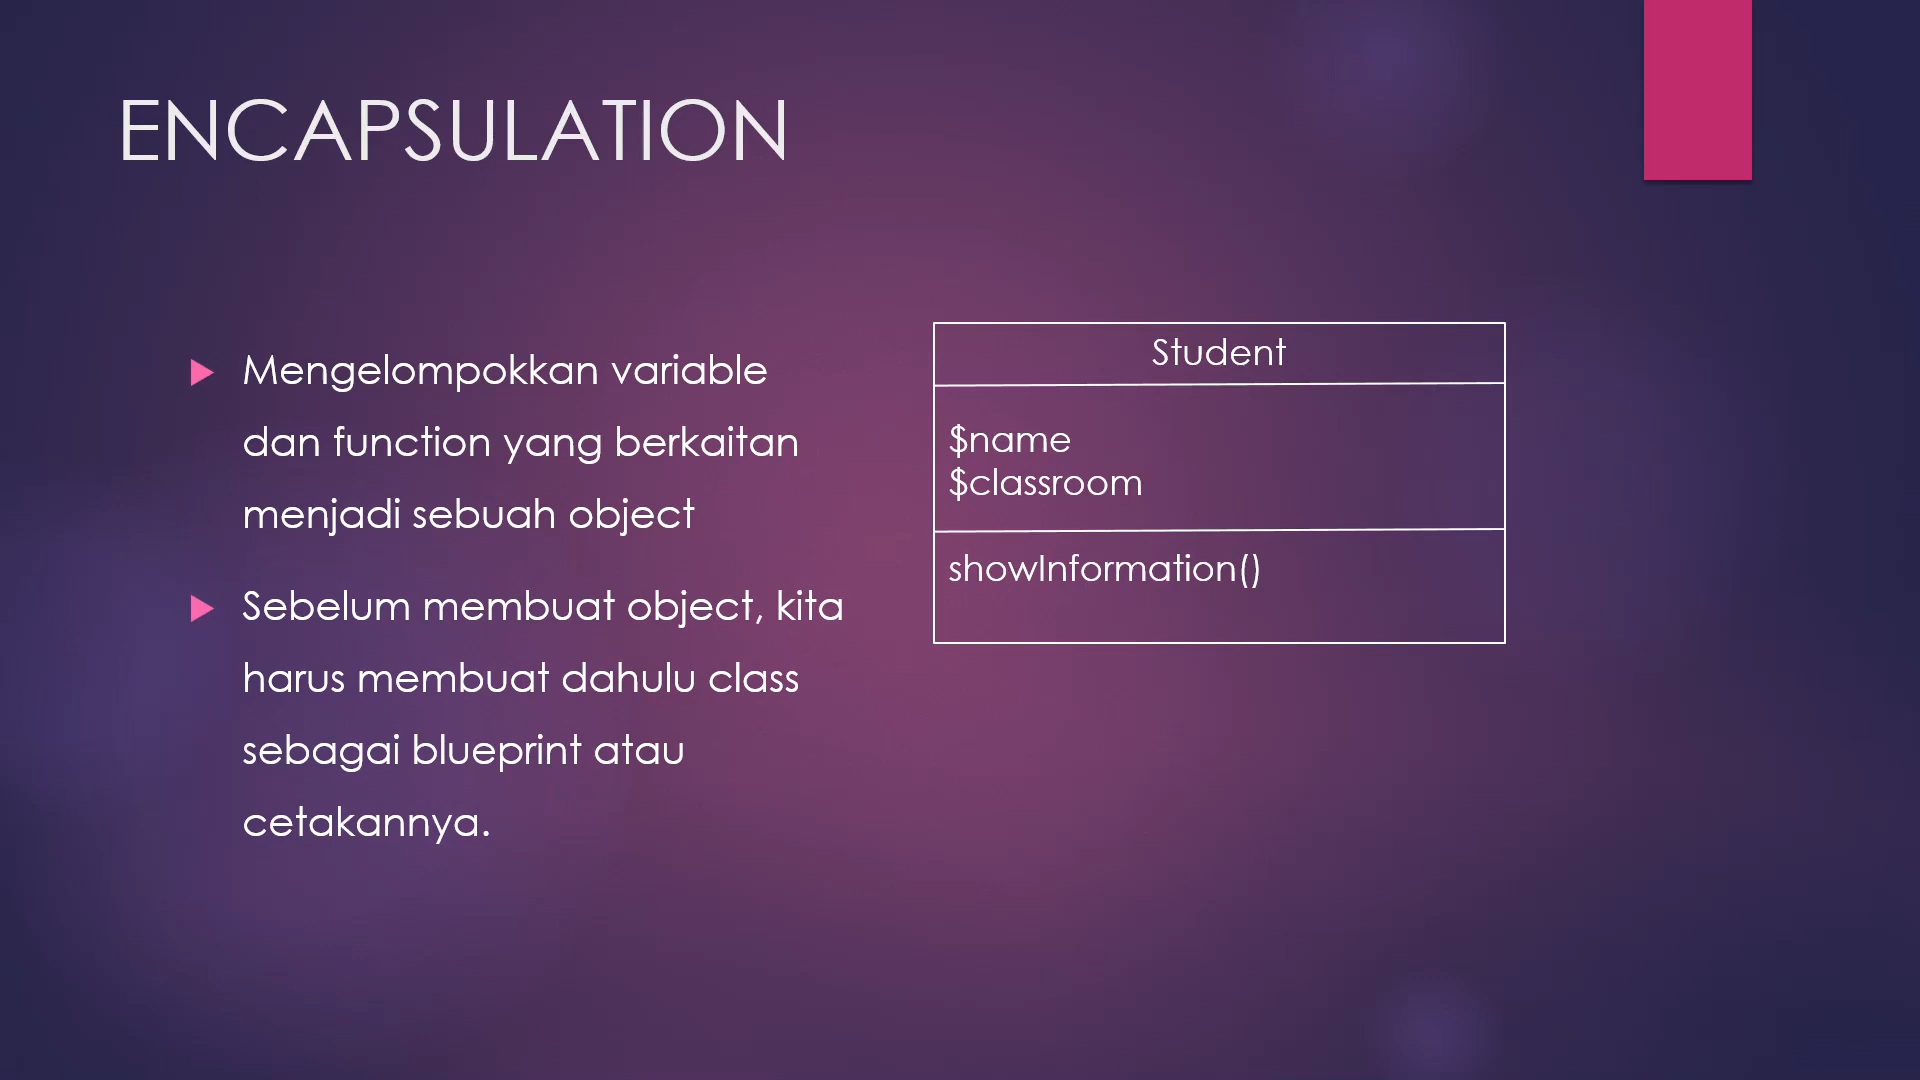 ENCAPSULATION
Mengelompokkan variable
dan function yang berkaitan
menjadi sebuah object
Sebelum membuat object, kita
harus membuat dahulu class
sebagai blueprint atau
cetakannya.
Student
$name
$classroom
showInformation()